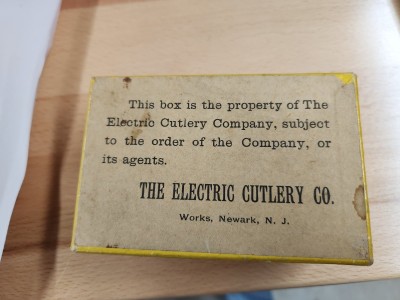 This box is the property of The
Electric Cutlery Company, subject
to the order of the Company, or
its agents.
THE ELECTRIC CUTLERY CO.
Works, Newark, N. J.